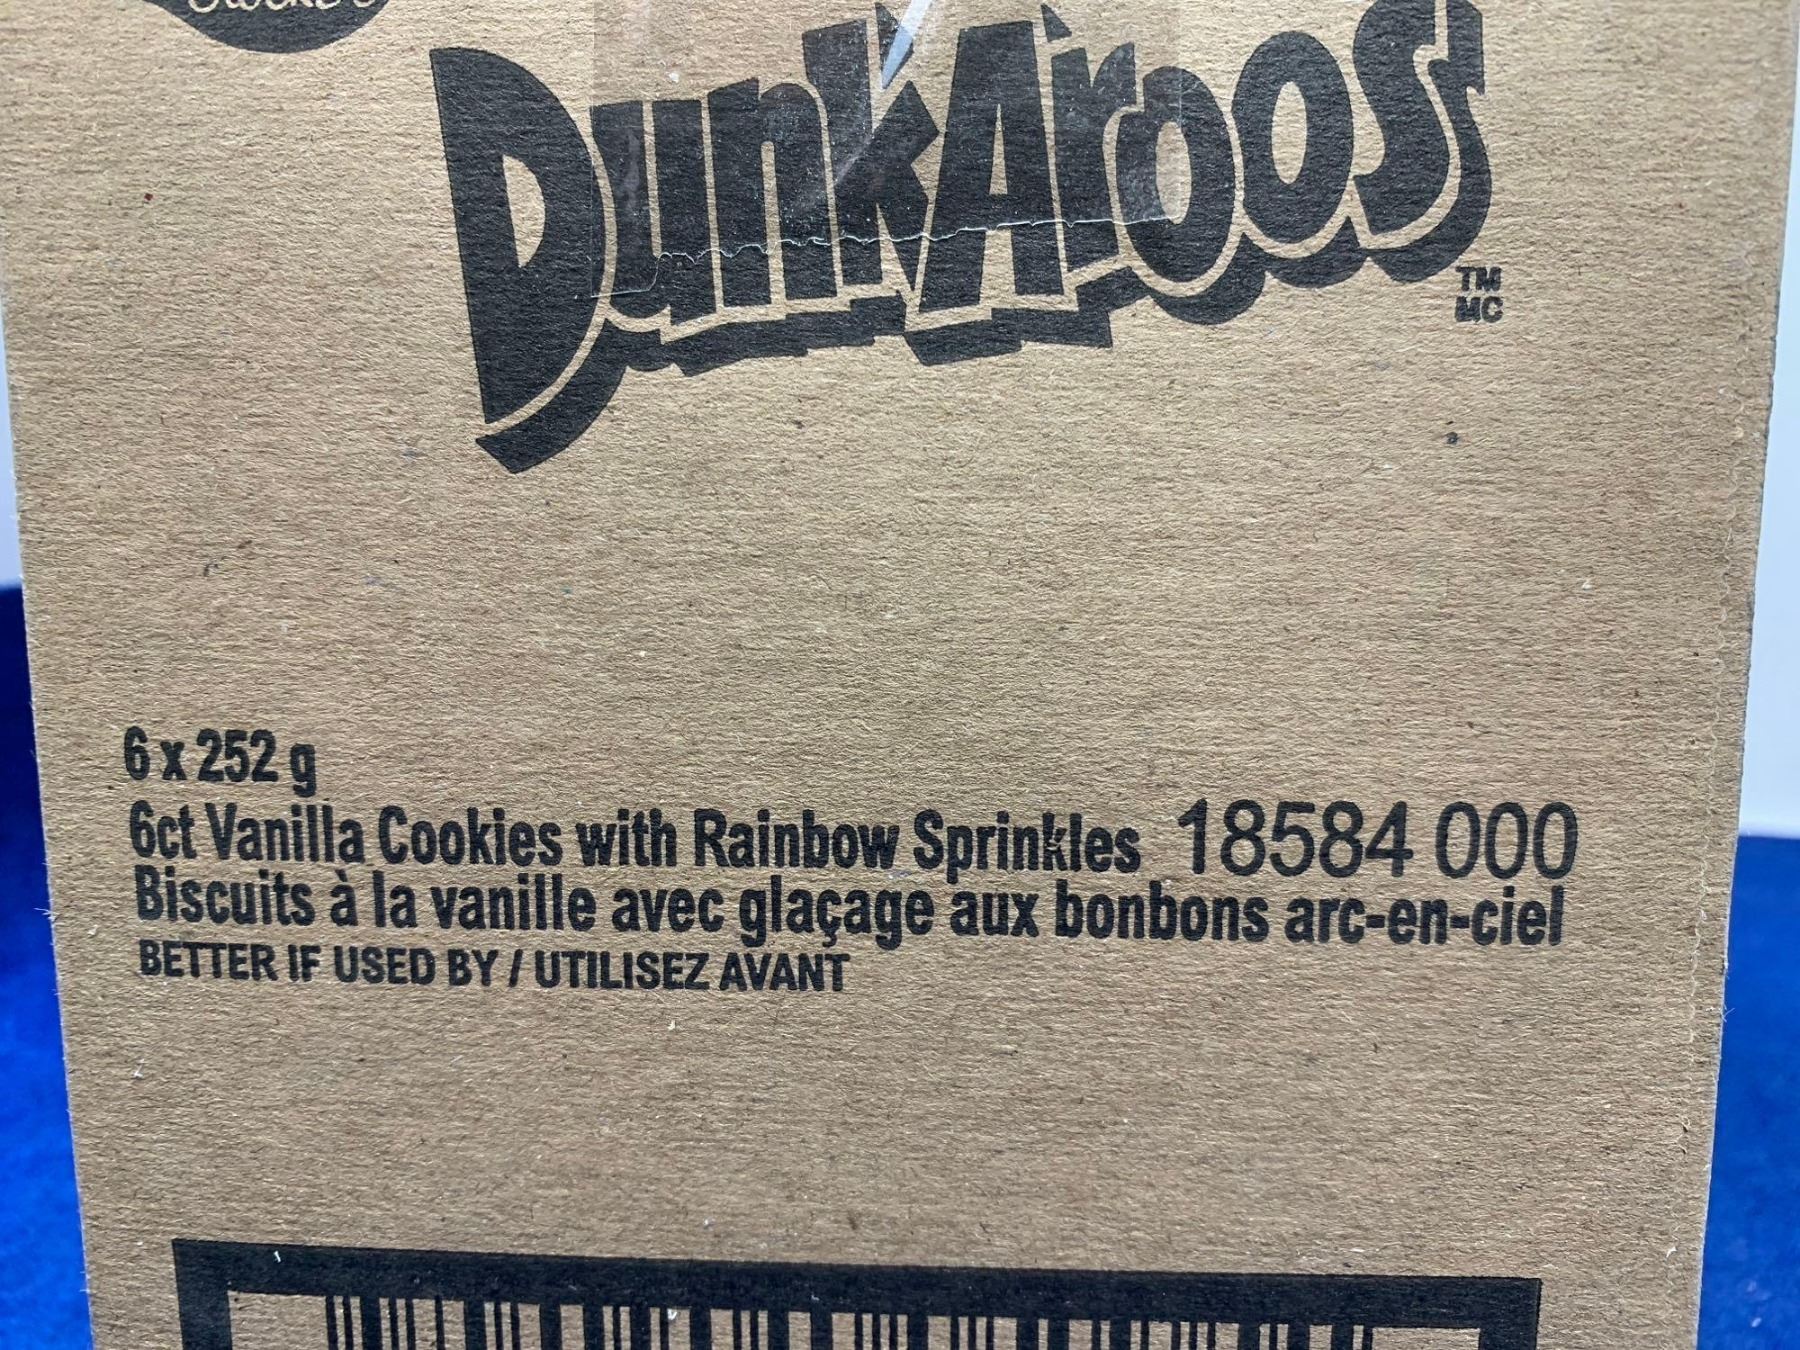 DunkAroos
TM
MC
6 x 252 g
6ct Vanilla Cookies with Rainbow Sprinkles 18584 000
Biscuits à la vanille avec glaçage aux bonbons arc-en-ciel
BETTER IF USED BY / UTILISEZ AVANT